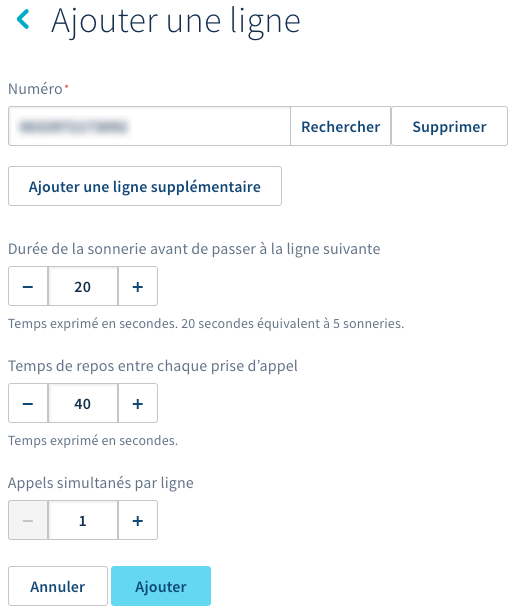 Ajouter une ligne
Numéro*
Rechercher Supprimer
Ajouter une ligne supplémentaire
Durée de la sonnerie avant de passer à la ligne suivante
− 20 +
Temps exprimé en secondes. 20 secondes équivalent à 5 sonneries.
Temps de repos entre chaque prise d’appel
− 40 +
Temps exprimé en secondes.
Appels simultanés par ligne
− 1 +
Annuler Ajouter